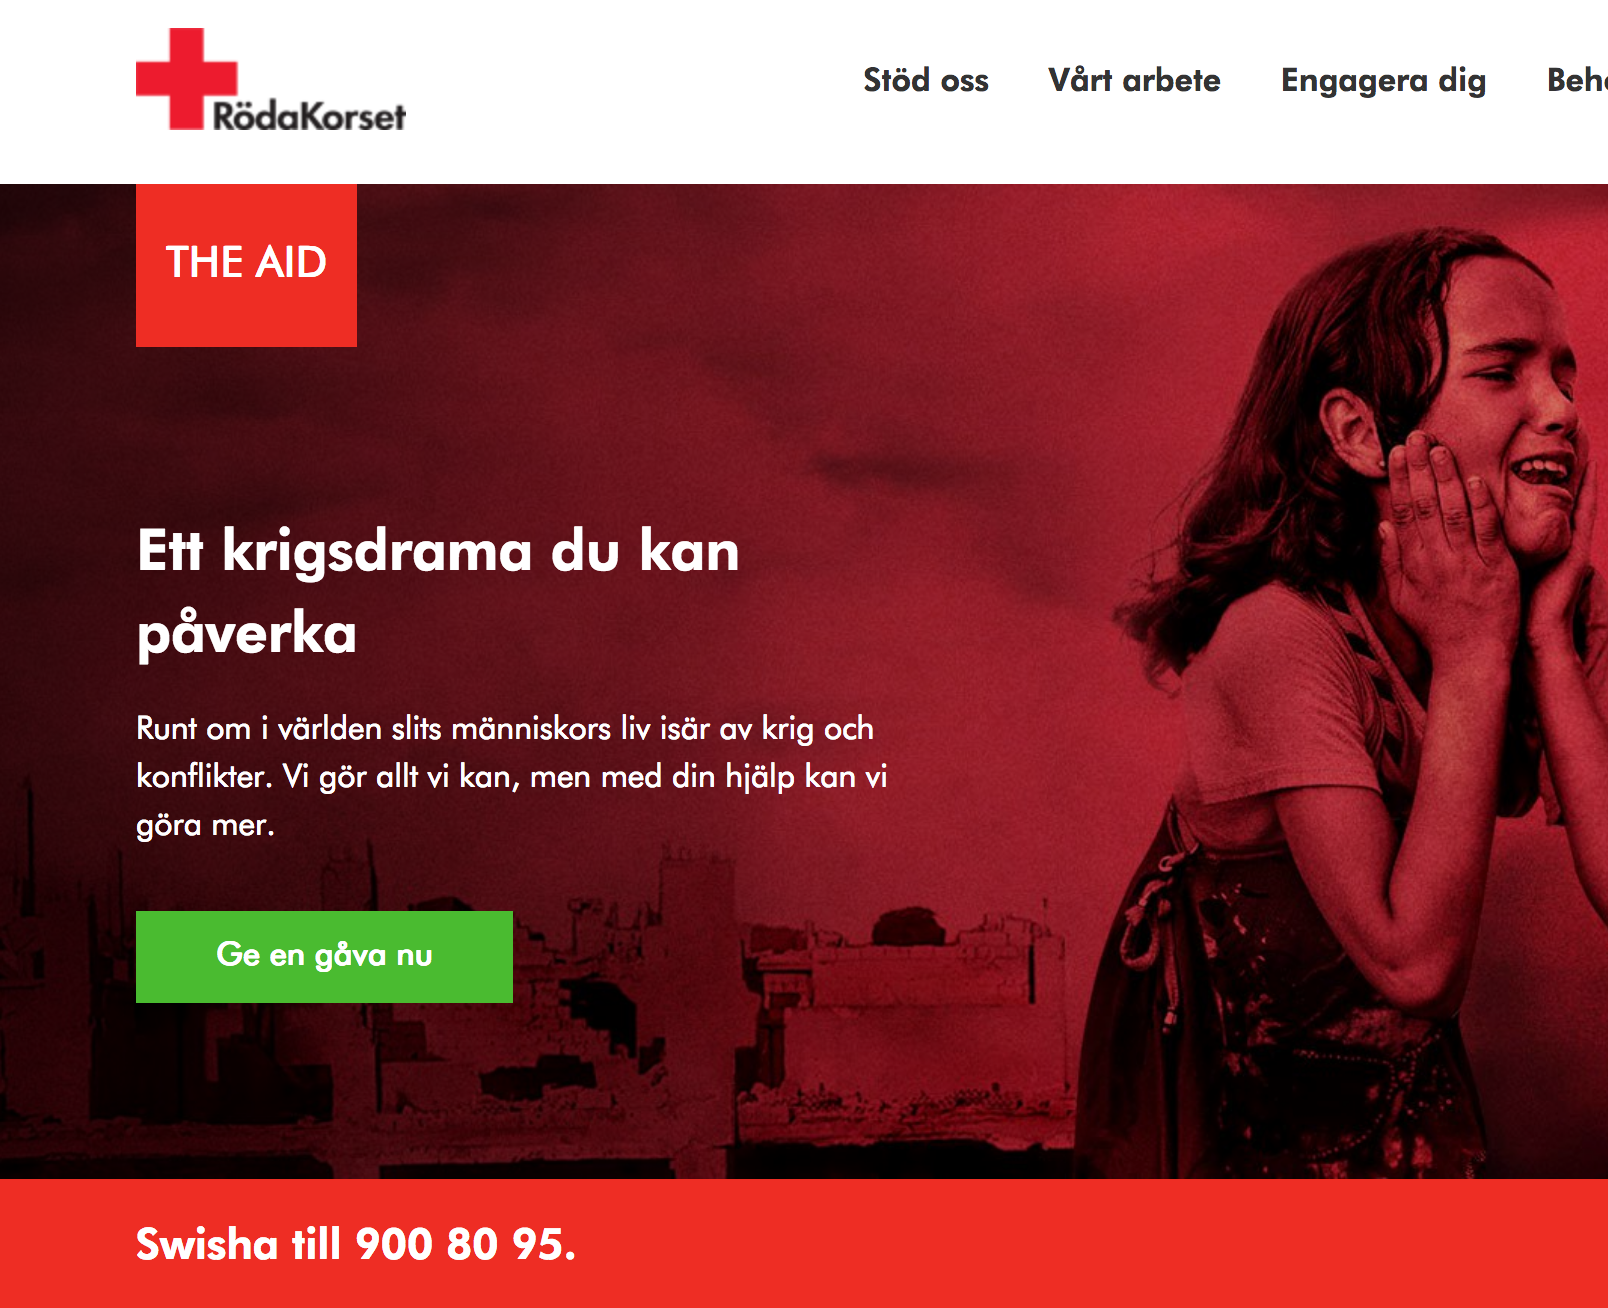 RödaKorset
Stöd oss
Vårt arbete
Engagera dig
THE AID
Ett krigsdrama du kan
påverka
Runt om i världen slits människors liv isär av krig och
konflikter. Vi gör allt vi kan, men med din hjälp kan vi
göra mer.
Ge en gåva nu
Swisha till 900 80 95.